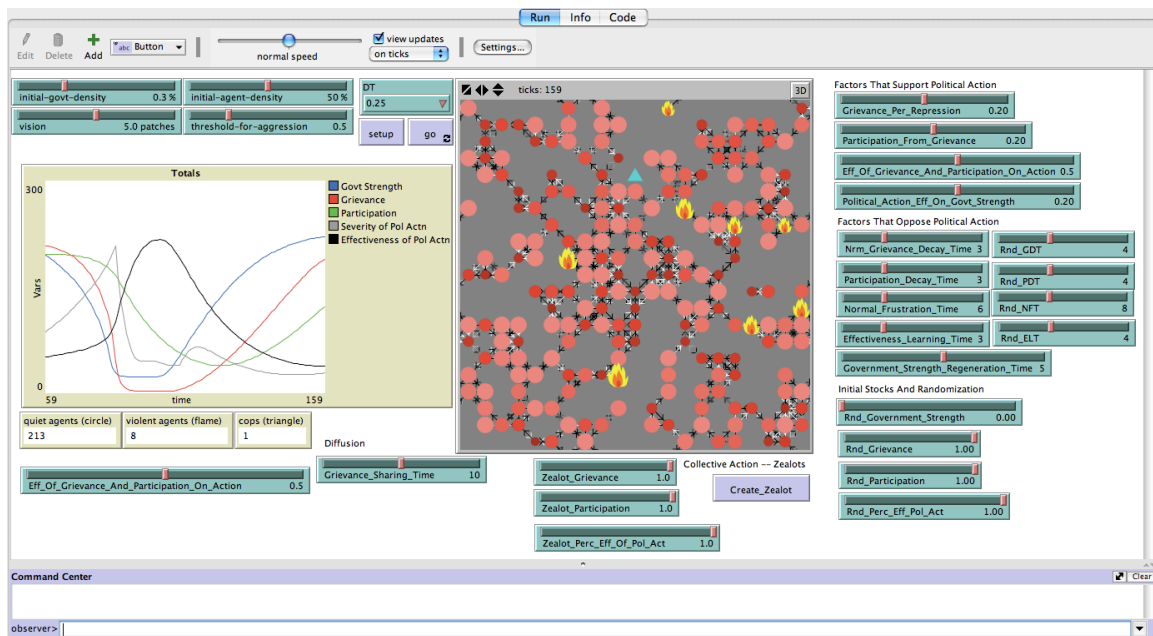 Run Info Code
Edit Delete Add abc Button normal speed view updates on ticks Settings...
initial-govt-density 0.3 %
initial-agent-density 50 %
vision 5.0 patches
threshold-for-aggression 0.5
DT
0.25
setup
go
Totals
300
Vars
0
59 time 159
Govt Strength
Grievance
Participation
Severity of Pol Actn
Effectiveness of Pol Actn
quiet agents (circle)
213
violent agents (flame)
8
cops (triangle)
1
Diffusion
Eff_Of_Grievance_And_Participation_On_Action 0.5
Grievance_Sharing_Time 10
ticks: 159 3D
Zealot_Grievance 1.0
Zealot_Participation 1.0
Zealot_Perc_Eff_Of_Pol_Act 1.0
Collective Action -- Zealots
Create_Zealot
Factors That Support Political Action
Grievance_Per_Repression 0.20
Participation_From_Grievance 0.20
Eff_Of_Grievance_And_Participation_On_Action 0.5
Political_Action_Eff_On_Govt_Strength 0.20
Factors That Oppose Political Action
Nrm_Grievance_Decay_Time 3
Rnd_GDT 4
Participation_Decay_Time 3
Rnd_PDT 4
Normal_Frustration_Time 6
Rnd_NFT 8
Effectiveness_Learning_Time 3
Rnd_ELT 4
Government_Strength_Regeneration_Time 5
Initial Stocks And Randomization
Rnd_Government_Strength 0.00
Rnd_Grievance 1.00
Rnd_Participation 1.00
Rnd_Perc_Eff_Pol_Act 1.00
Command Center Clear
observer>